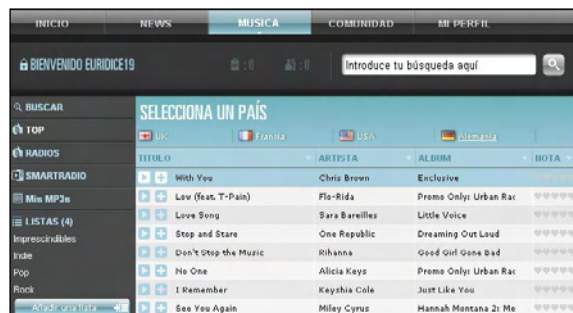 INICIO NEWS MUSICA COMUNIDAD MI PERFIL
BIENVENIDO EURIDICE19 : 0 : 0 Introduce tu búsqueda aquí
BUSCAR
TOP
RADIOS
SMARTRADIO
Mis MP3s
LISTAS (4)
Imprescindibles
Indie
Pop
Rock
Añadir una lista
SELECCIONA UN PAÍS
UK Francia USA Alemania
TITULO ARTISTA ALBUM NOTA
With You Chris Brown Exclusive
Low (feat. T-Pain) Flo-Rida Promo Only: Urban Rac
Love Song Sara Bareilles Little Voice
Stop and Stare One Republic Dreaming Out Loud
Don't Stop the Music Rihanna Good Girl Gone Bad
No One Alicia Keys Promo Only: Urban Rac
I Remember Keyshia Cole Just Like You
See You Again Miley Cyrus Hannah Montana 2: Me